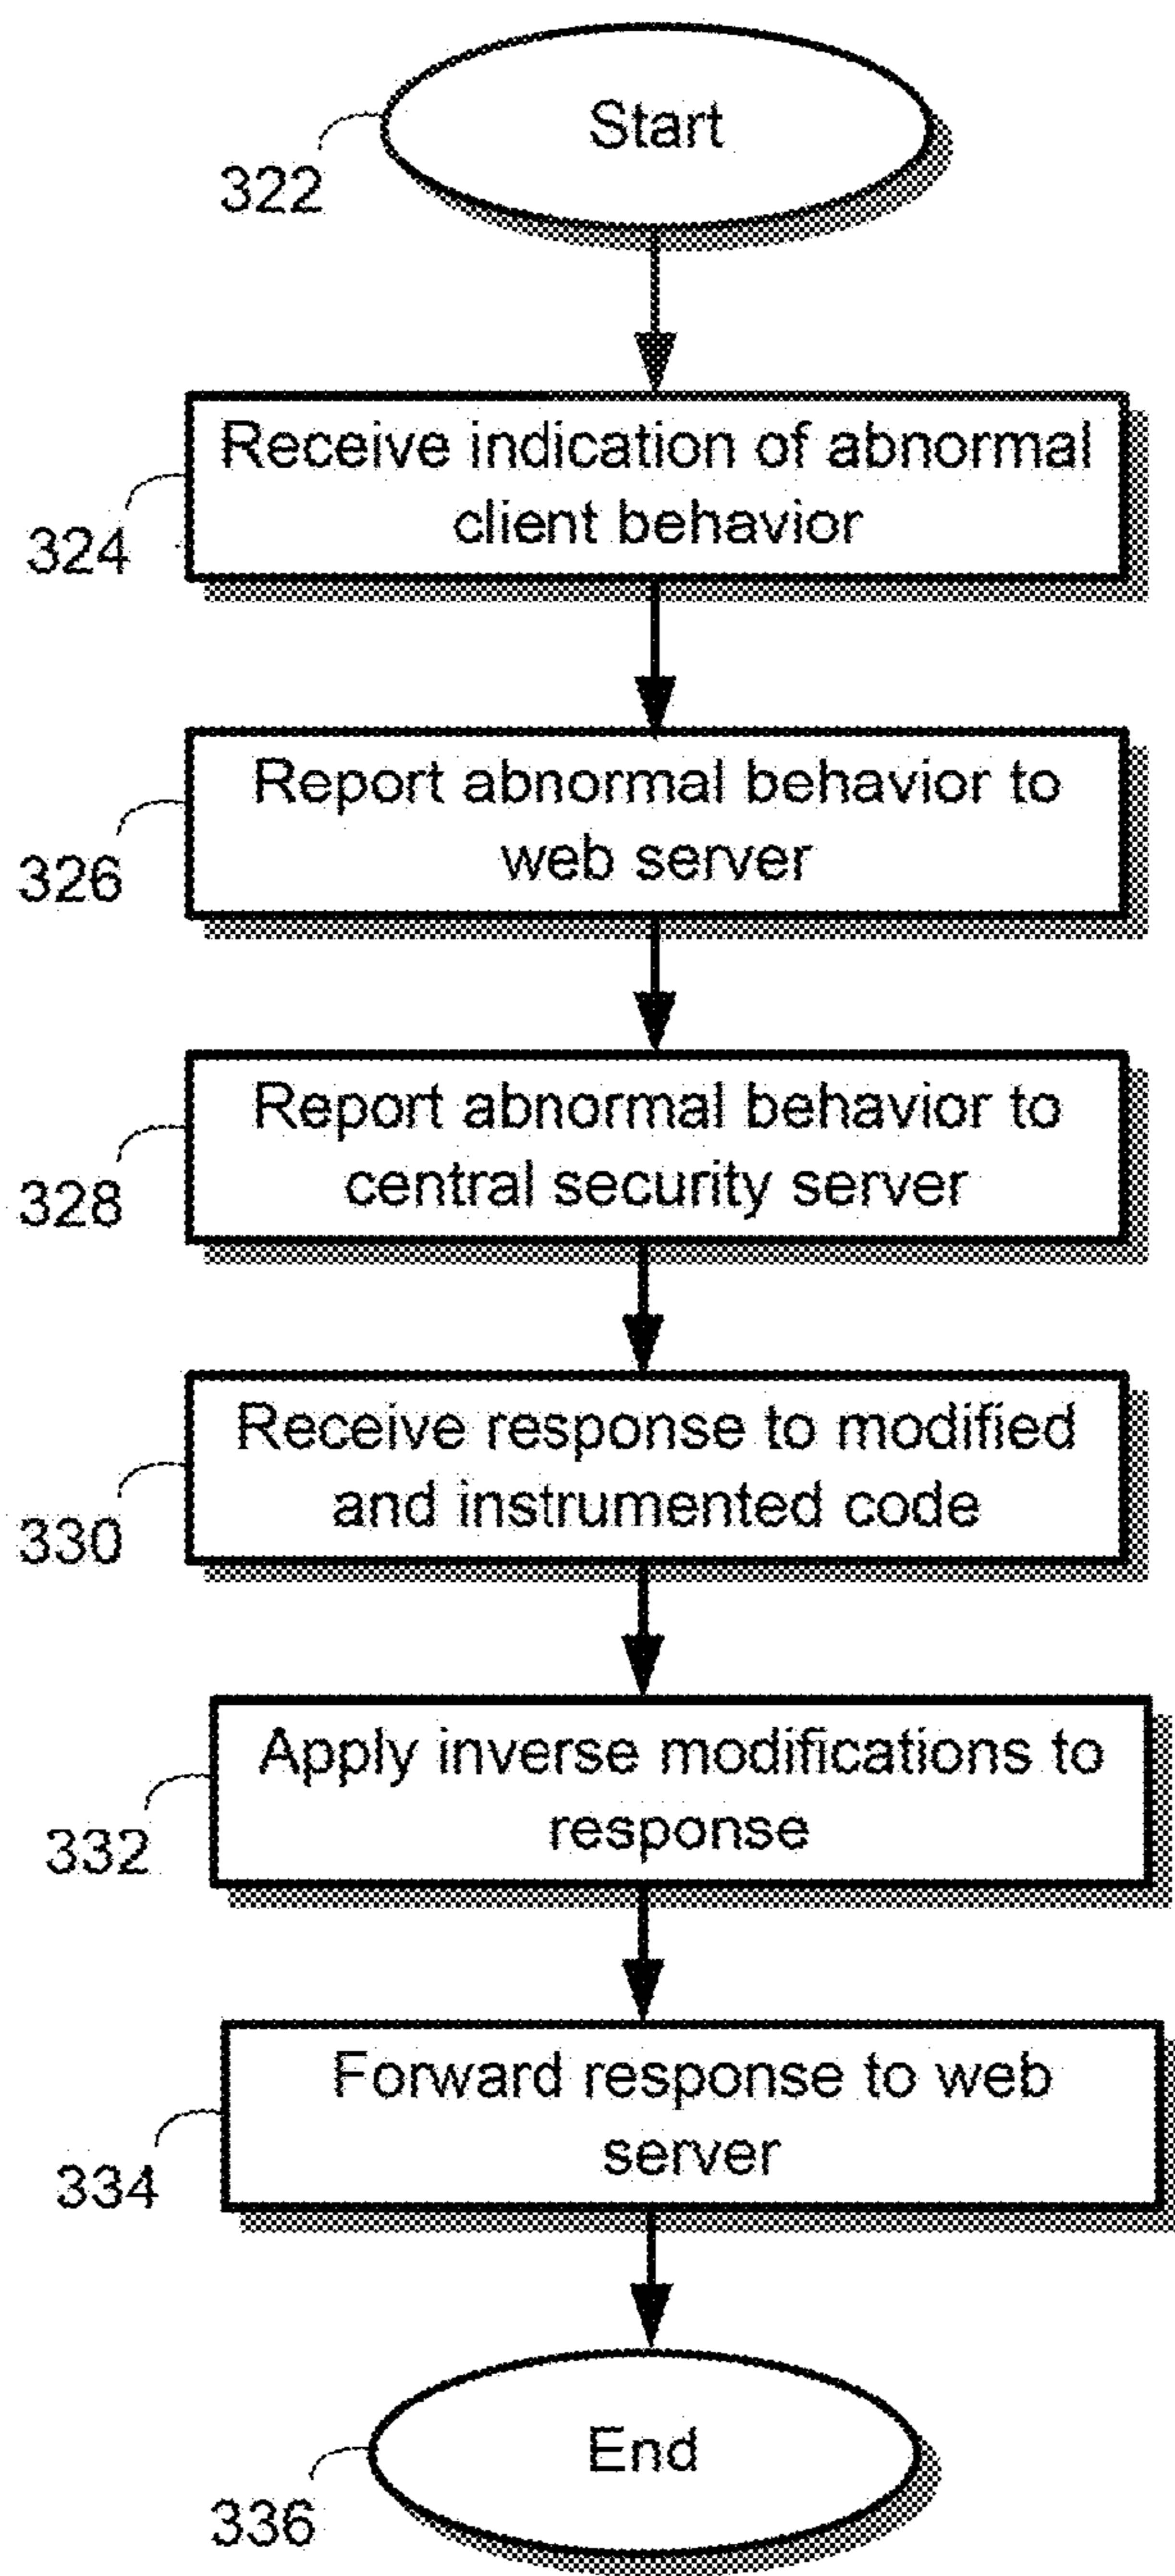 Start
322
Receive indication of abnormal
client behavior
324
Report abnormal behavior to
web server
326
Report abnormal behavior to
central security server
328
Receive response to modified
and instrumented code
330
Apply inverse modifications to
response
332
Forward response to web
server
334
End
336